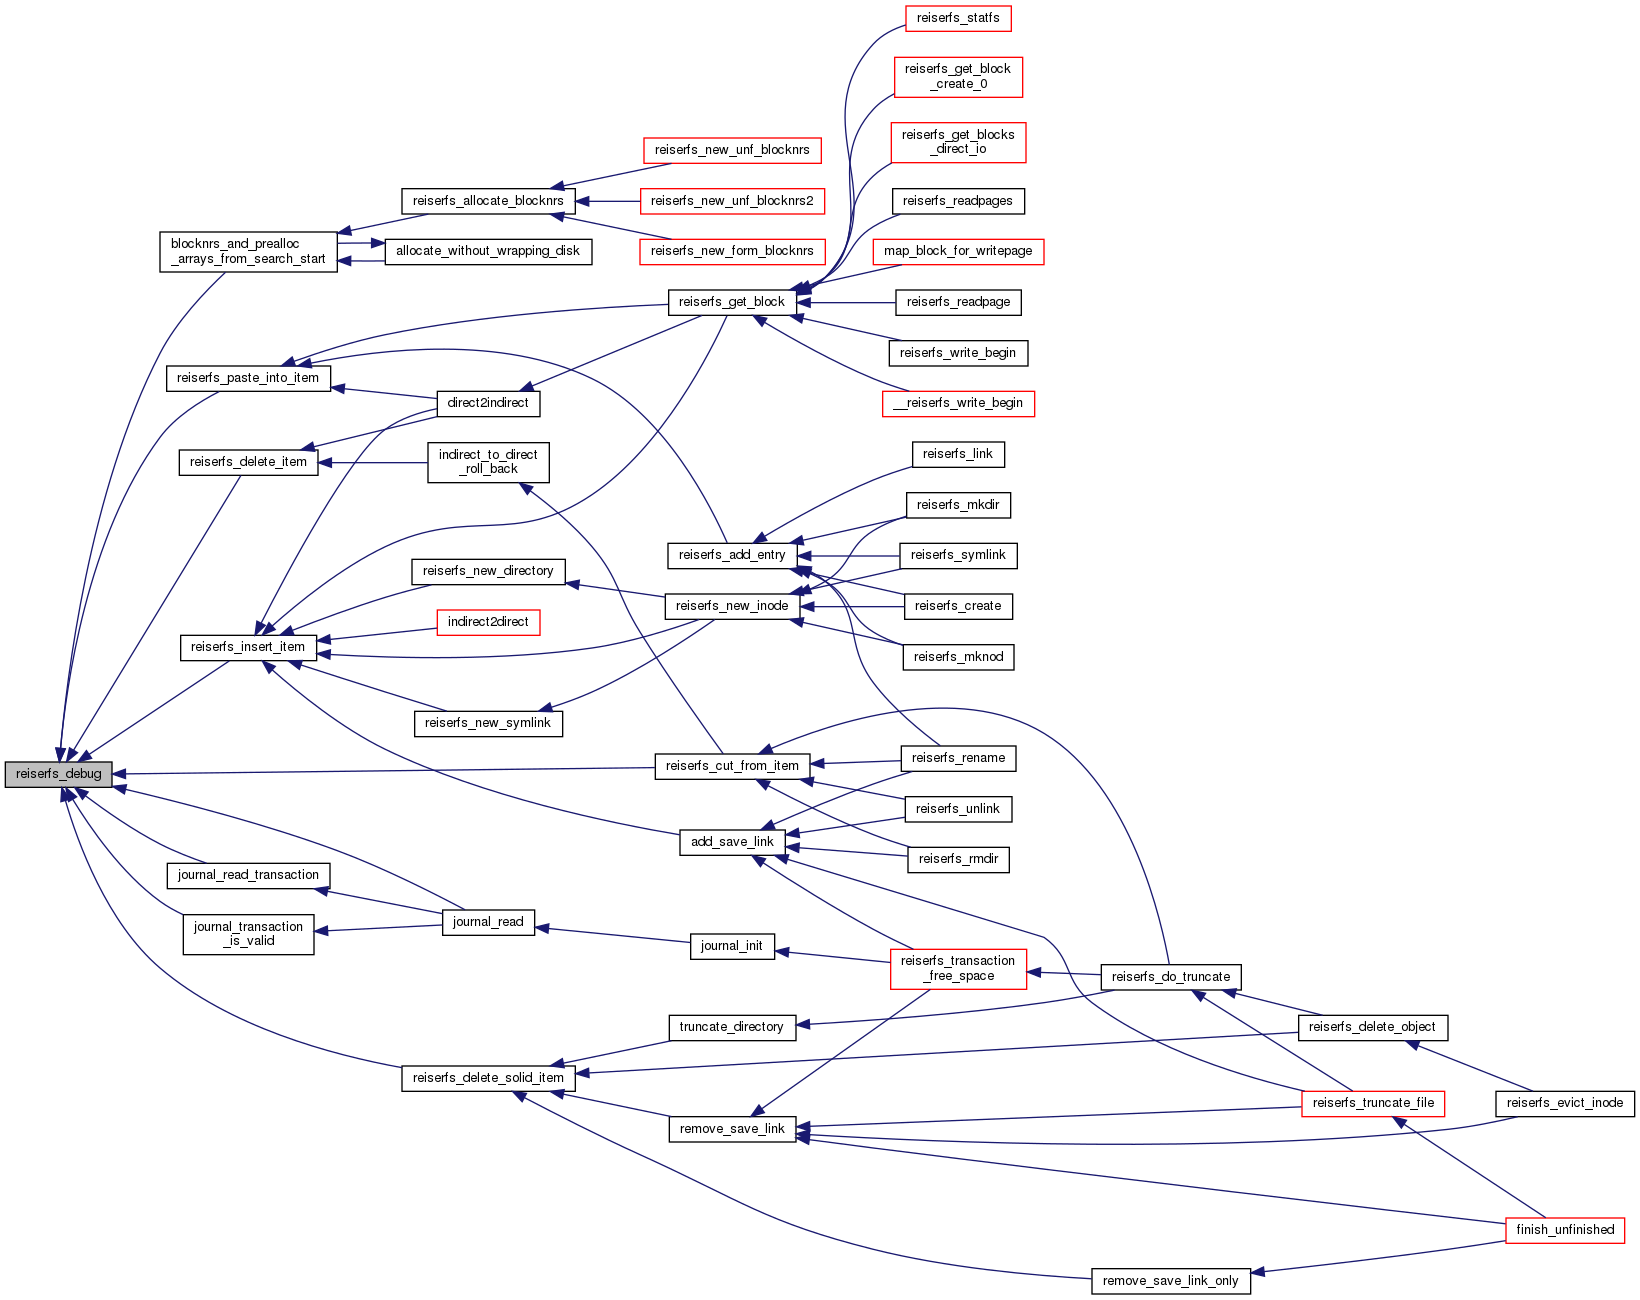 reiserfs_statfs
reiserfs_get_block
_create_0
reiserfs_get_blocks
_direct_io
reiserfs_new_unf_blocknrs
reiserfs_allocate_blocknrs
reiserfs_new_unf_blocknrs2
reiserfs_readpages
blocknrs_and_prealloc
_arrays_from_search_start
allocate_without_wrapping_disk
reiserfs_new_form_blocknrs
map_block_for_writepage
reiserfs_get_block
reiserfs_readpage
reiserfs_write_begin
reiserfs_paste_into_item
direct2indirect
__reiserfs_write_begin
reiserfs_delete_item
indirect_to_direct
_roll_back
reiserfs_link
reiserfs_mkdir
reiserfs_add_entry
reiserfs_symlink
reiserfs_new_directory
reiserfs_new_inode
reiserfs_create
indirect2direct
reiserfs_insert_item
reiserfs_mknod
reiserfs_new_symlink
reiserfs_debug
reiserfs_cut_from_item
reiserfs_rename
reiserfs_unlink
add_save_link
reiserfs_rmdir
journal_read_transaction
journal_transaction
_is_valid
journal_read
journal_init
reiserfs_transaction
_free_space
reiserfs_do_truncate
truncate_directory
reiserfs_delete_object
reiserfs_delete_solid_item
reiserfs_truncate_file
reiserfs_evict_inode
remove_save_link
finish_unfinished
remove_save_link_only